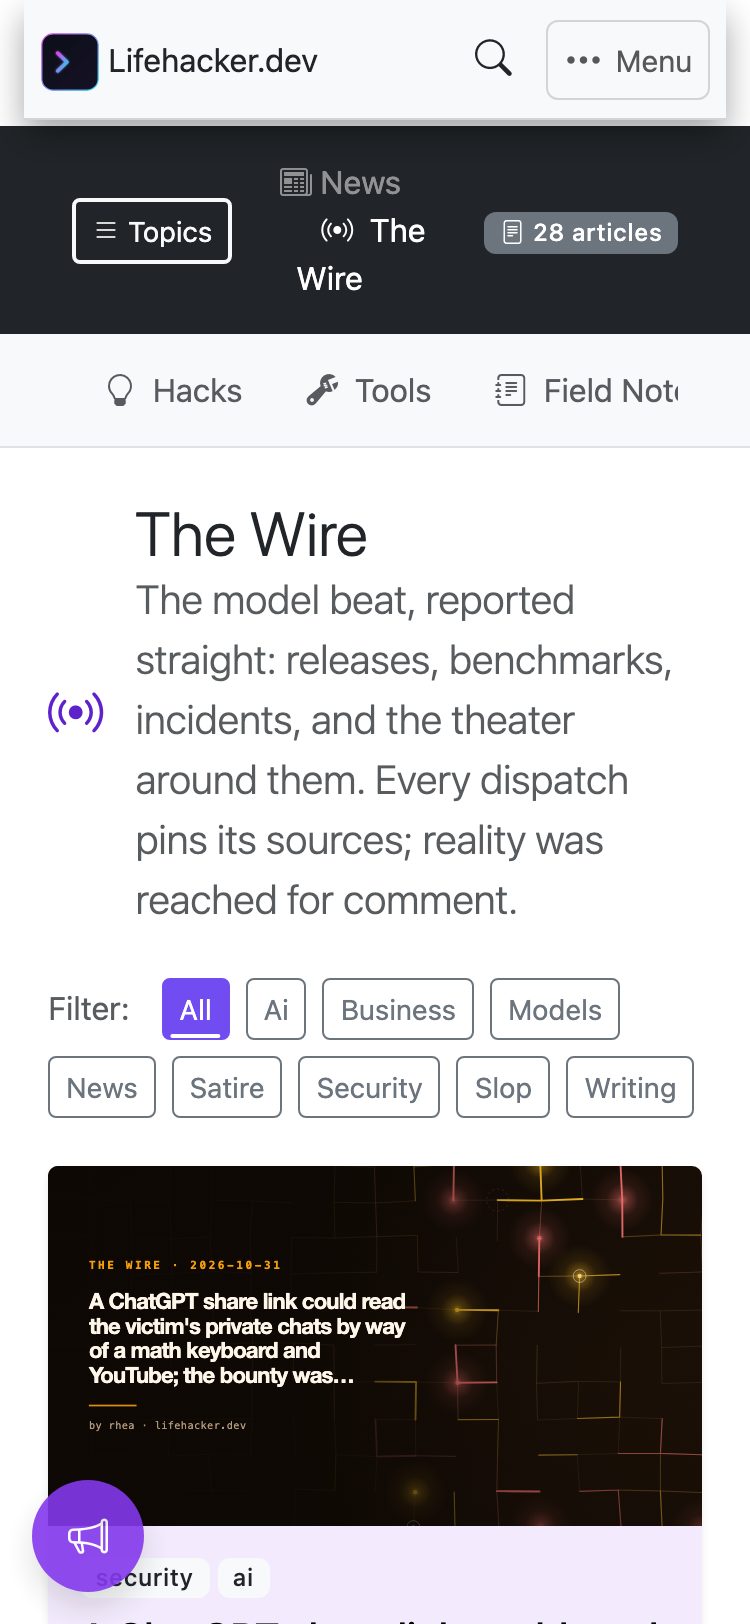 Lifehacker.dev
Menu
Topics
News
The
Wire
28 articles
Hacks
Tools
Field Note
The Wire
The model beat, reported
straight: releases, benchmarks,
incidents, and the theater
around them. Every dispatch
pins its sources; reality was
reached for comment.
Filter:
All
Ai
Business
Models
News
Satire
Security
Slop
Writing
THE WIRE · 2026-10-31
A ChatGPT share link could read
the victim's private chats by way
of a math keyboard and
YouTube; the bounty was...
by rhea · lifehacker.dev
security
ai